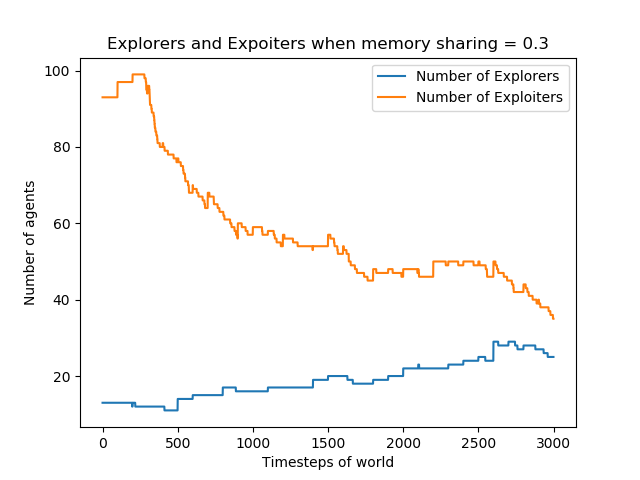 Explorers and Expoiters when memory sharing = 0.3
Number of Explorers
Number of Exploiters
100
80
60
40
20
Number of agents
0 500 1000 1500 2000 2500 3000
Timesteps of world